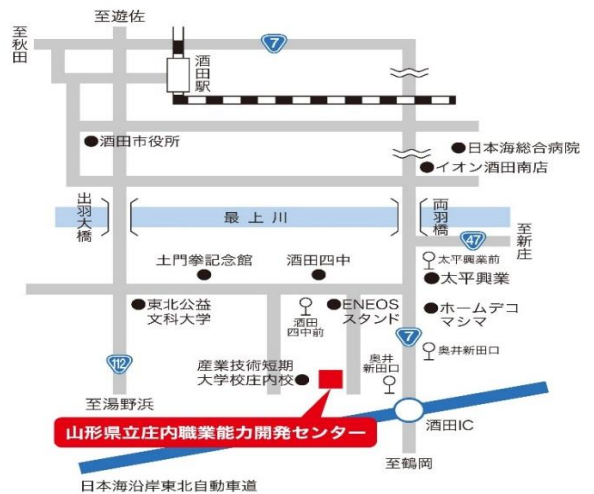 至遊佐
至秋田
7
酒田駅
酒田市役所
日本海総合病院
イオン酒田南店
出羽大橋
最上川
両羽橋
至新庄
47
土門拳記念館
酒田四中
太平興業前
太平興業
東北公益
文科大学
酒田
四中前
ENEOS
スタンド
ホームデコ
マシマ
7
112
産業技術短期
大学校庄内校
奥井
新田口
奥井新田口
至湯野浜
山形県立庄内職業能力開発センター
酒田IC
至鶴岡
日本海沿岸東北自動車道